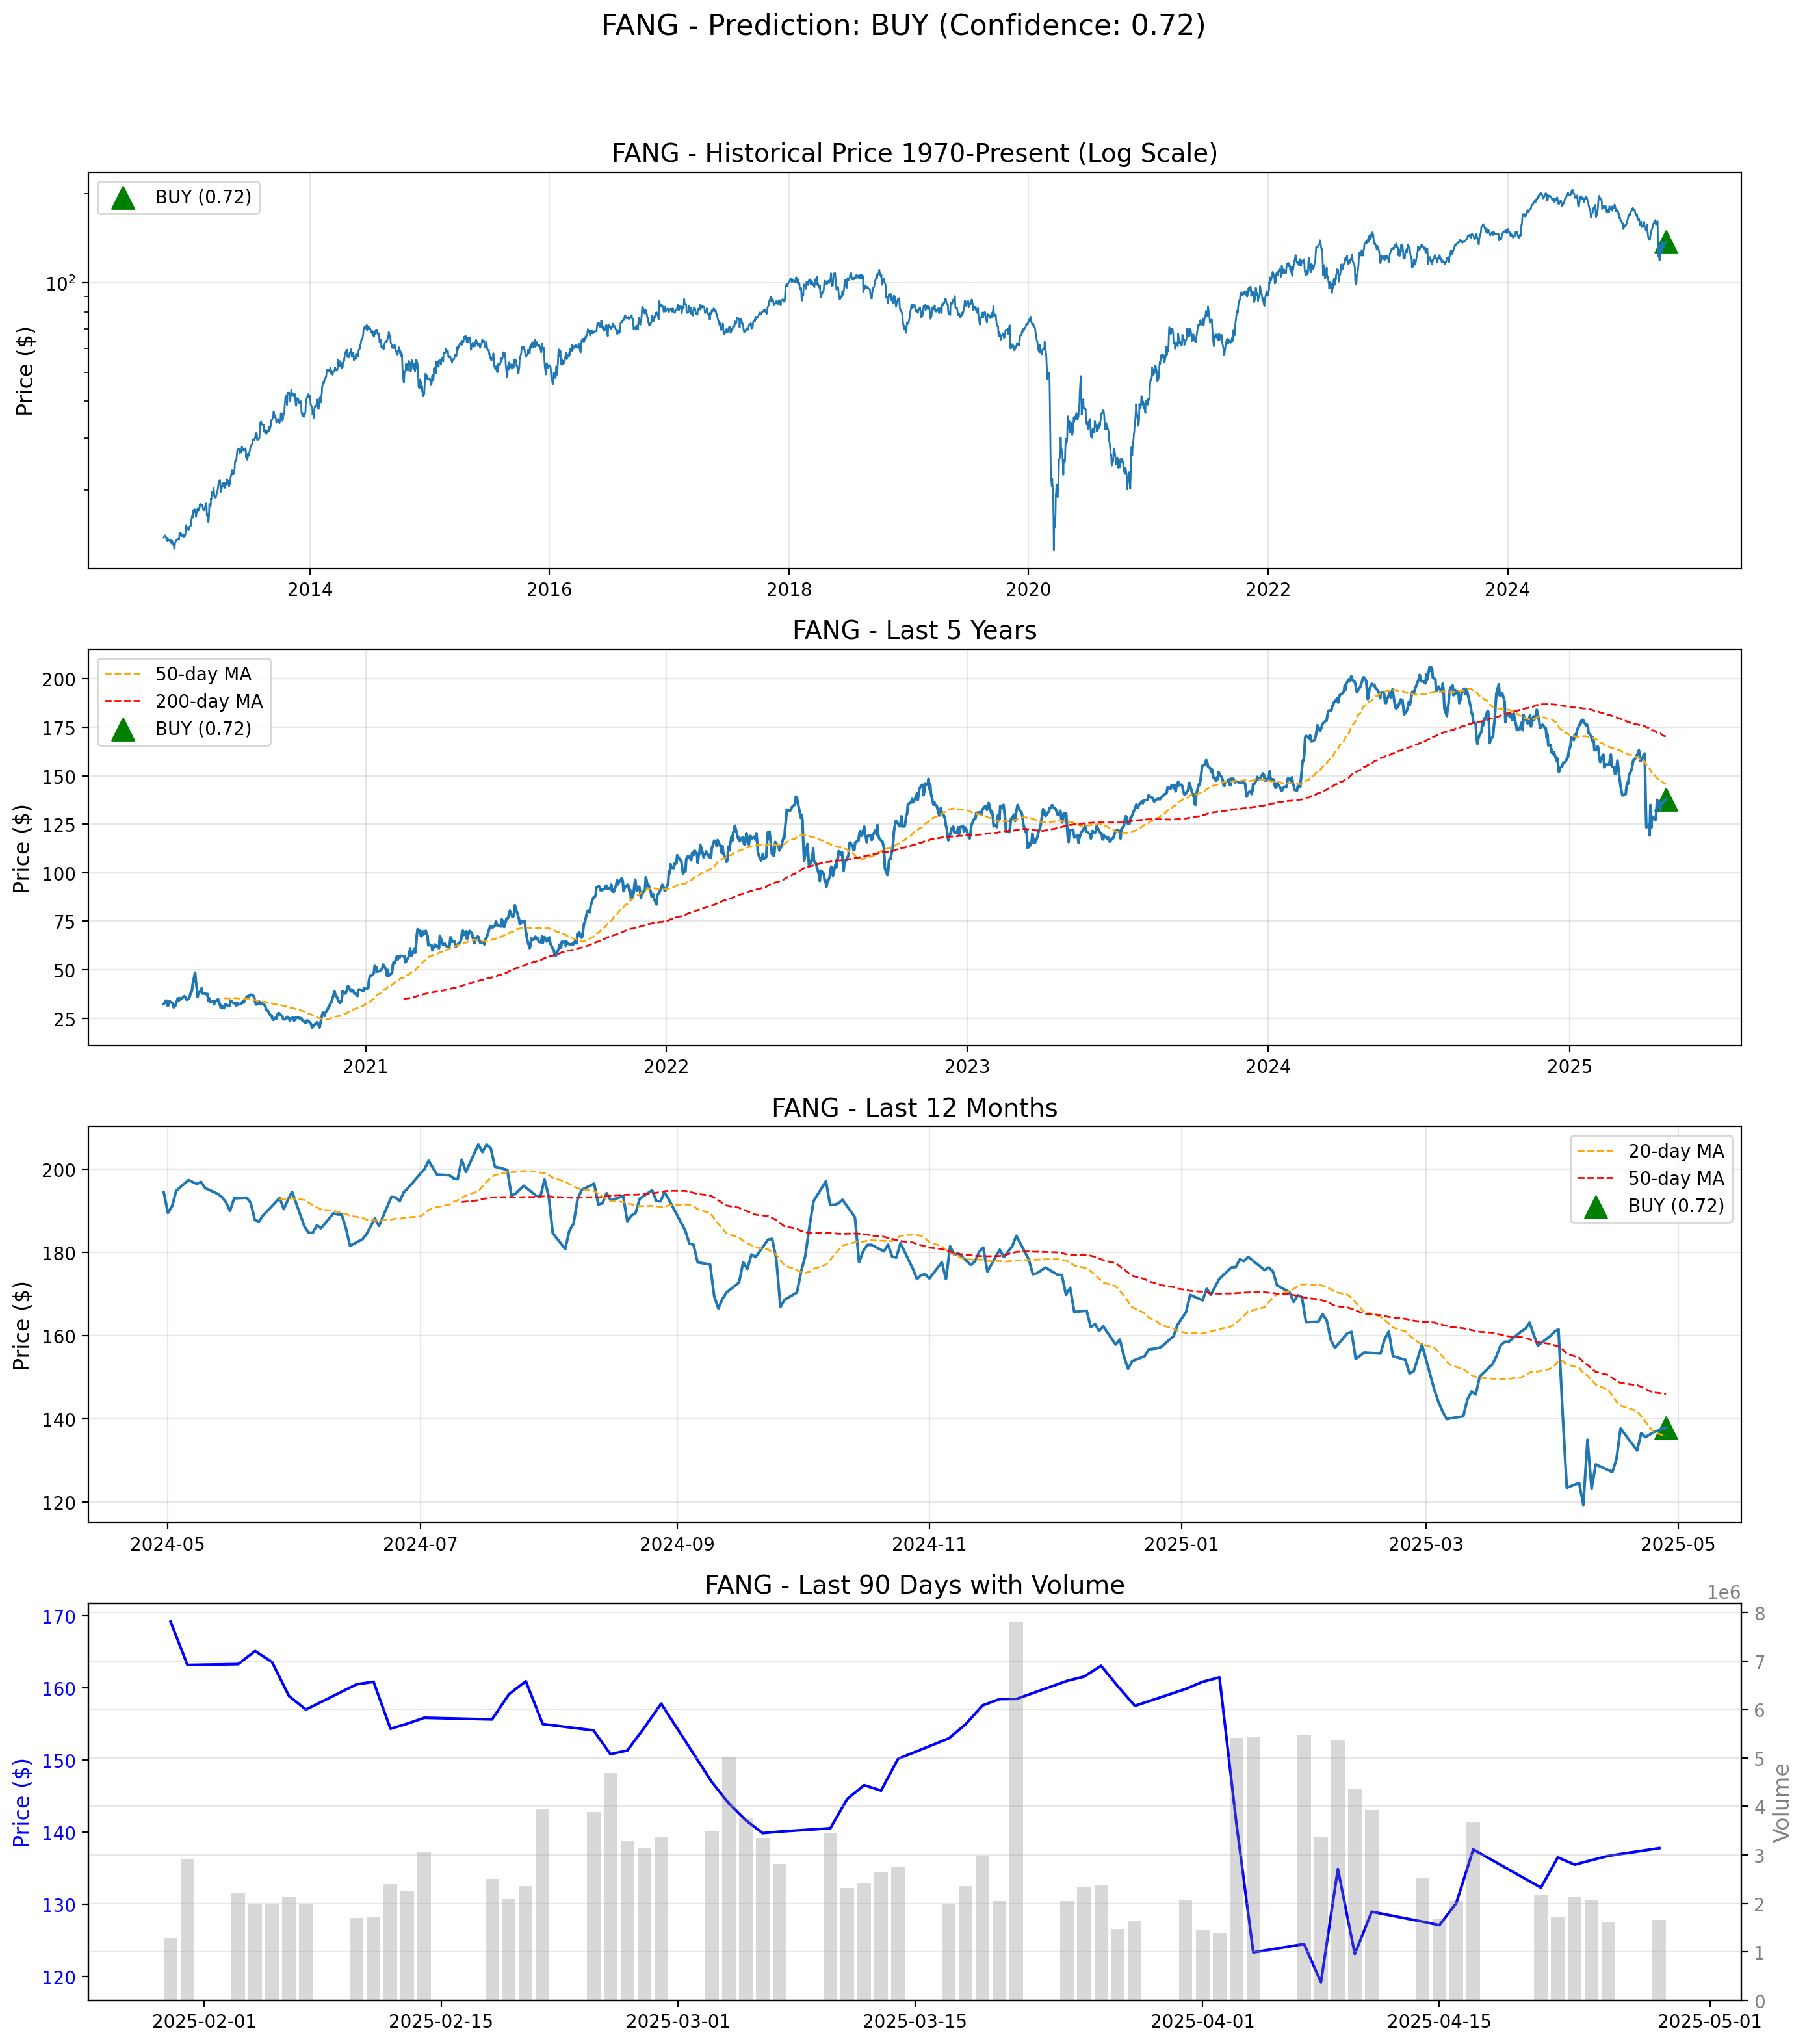 FANG - Prediction: BUY (Confidence: 0.72)
FANG - Historical Price 1970-Present (Log Scale)
BUY (0.72)
Price ($)
10²
2014 2016 2018 2020 2022 2024
FANG - Last 5 Years
50-day MA
200-day MA
BUY (0.72)
Price ($)
200
175
150
125
100
75
50
25
2021 2022 2023 2024 2025
FANG - Last 12 Months
20-day MA
50-day MA
BUY (0.72)
Price ($)
200
180
160
140
120
2024-05 2024-07 2024-09 2024-11 2025-01 2025-03 2025-05
FANG - Last 90 Days with Volume
1e6
Price ($)
170
160
150
140
130
120
8
7
6
5
4
3
2
1
0
Volume
2025-02-01 2025-02-15 2025-03-01 2025-03-15 2025-04-01 2025-04-15 2025-05-01